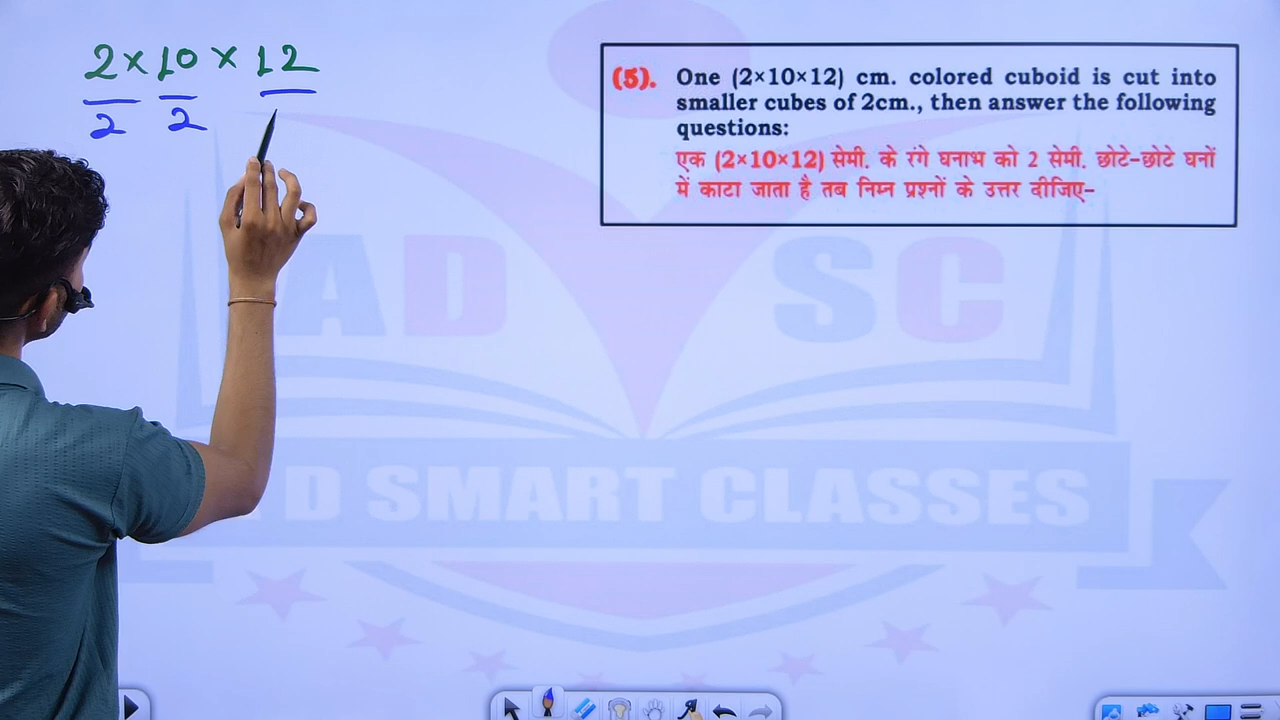 2×10×12
2 2
(5). One (2×10×12) cm. colored cuboid is cut into
smaller cubes of 2cm., then answer the following
questions:
एक (2×10×12) सेमी. के रंगे घनाभ को 2 सेमी. छोटे-छोटे घनों
में काटा जाता है तब निम्न प्रश्नों के उत्तर दीजिए-
AD SC
D SMART CLASSES